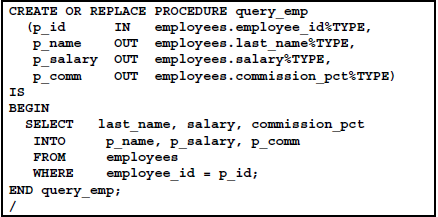 CREATE OR REPLACE PROCEDURE query_emp
(p_id IN employees.employee_id%TYPE,
p_name OUT employees.last_name%TYPE,
p_salary OUT employees.salary%TYPE,
p_comm OUT employees.commission_pct%TYPE)
IS
BEGIN
SELECT last_name, salary, commission_pct
INTO p_name, p_salary, p_comm
FROM employees
WHERE employee_id = p_id;
END query_emp;
/